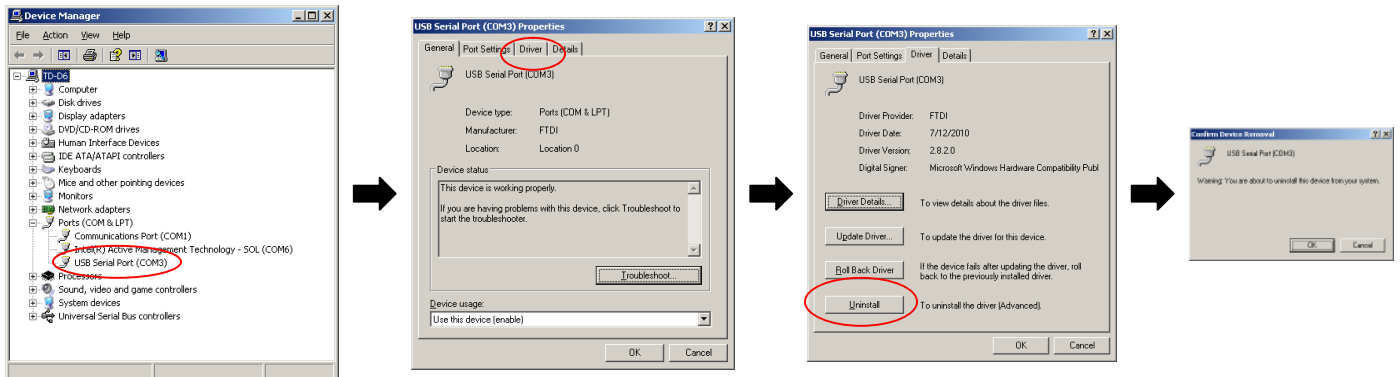 Device Manager
File Action View Help
TD-D6
Computer
Disk drives
Display adapters
DVD/CD-ROM drives
Human Interface Devices
IDE ATA/ATAPI controllers
Keyboards
Mice and other pointing devices
Monitors
Network adapters
Ports (COM & LPT)
Communications Port (COM1)
Intel(R) Active Management Technology - SOL (COM6)
USB Serial Port (COM3)
Processors
Sound, video and game controllers
System devices
Universal Serial Bus controllers
USB Serial Port (COM3) Properties
General Port Settings Driver Details
USB Serial Port (COM3)
Device type: Ports (COM & LPT)
Manufacturer: FTDI
Location: Location 0
Device status
This device is working properly.
If you are having problems with this device, click Troubleshoot to
start the troubleshooter.
Troubleshoot...
Device usage:
Use this device (enable)
OK Cancel
USB Serial Port (COM3) Properties
General Port Settings Driver Details
USB Serial Port (COM3)
Driver Provider: FTDI
Driver Date: 7/12/2010
Driver Version: 2.8.2.0
Digital Signer: Microsoft Windows Hardware Compatibility Publ
Driver Details... To view details about the driver files.
Update Driver... To update the driver for this device.
Roll Back Driver If the device fails after updating the driver, roll
back to the previously installed driver.
Uninstall To uninstall the driver (Advanced).
OK Cancel
Confirm Device Removal
USB Serial Port (COM3)
Warning: You are about to uninstall this device from your system.
OK Cancel